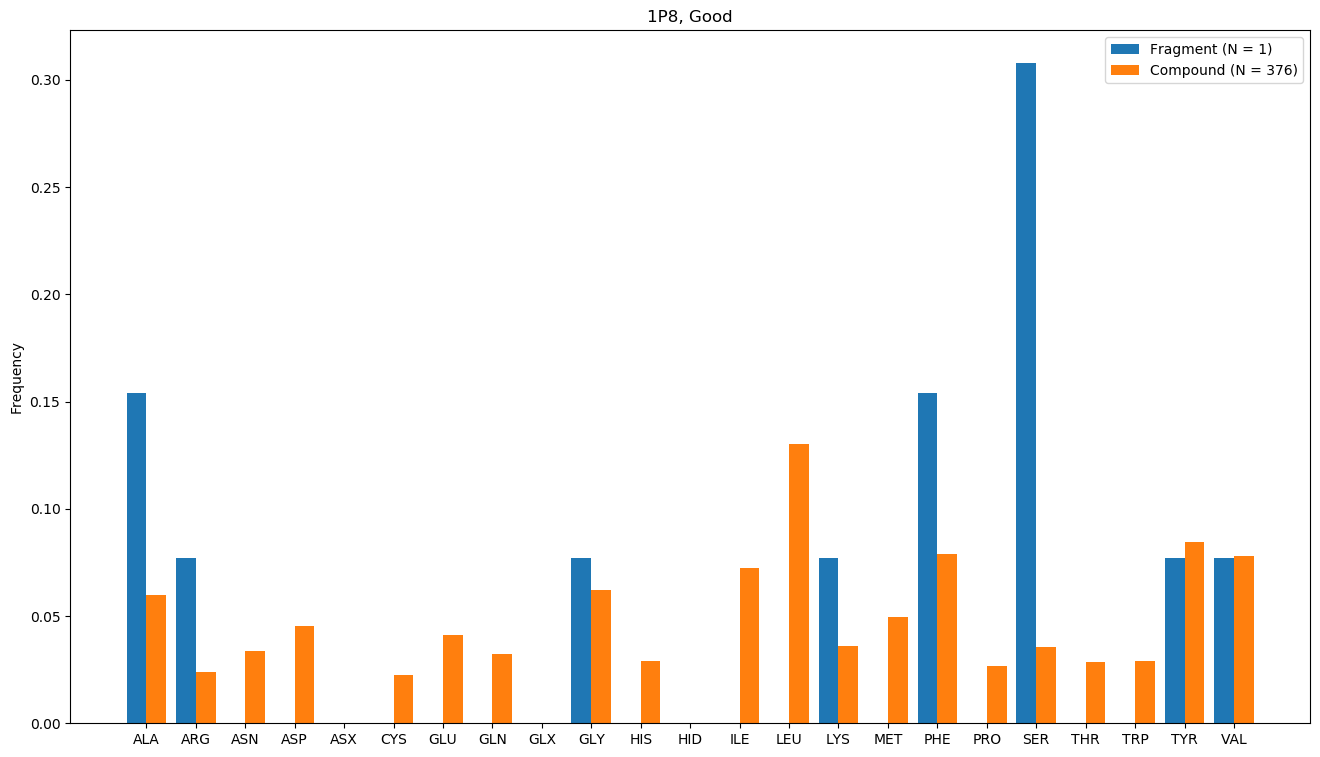 1P8, Good
Fragment (N = 1)
Compound (N = 376)
Frequency
0.30
0.25
0.20
0.15
0.10
0.05
0.00
ALA ARG ASN ASP ASX CYS GLU GLN GLX GLY HIS HID ILE LEU LYS MET PHE PRO SER THR TRP TYR VAL